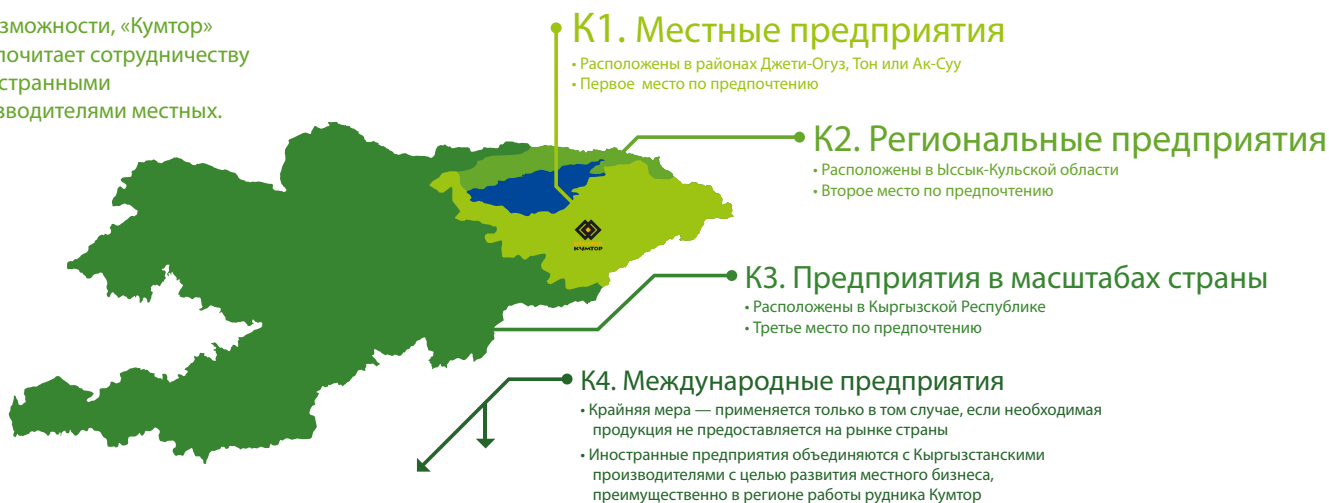 зможности, «Кумтор»
почитает сотрудничеству
странными
зводителями местных.
К1. Местные предприятия
• Расположены в районах Джети-Огуз, Тон или Ак-Суу
• Первое место по предпочтению
К2. Региональные предприятия
• Расположены в Ыссык-Кульской области
• Второе место по предпочтению
КУМТОР
К3. Предприятия в масштабах страны
• Расположены в Кыргызской Республике
• Третье место по предпочтению
К4. Международные предприятия
• Крайняя мера — применяется только в том случае, если необходимая
продукция не предоставляется на рынке страны
• Иностранные предприятия объединяются с Кыргызстанскими
производителями с целью развития местного бизнеса,
преимущественно в регионе работы рудника Кумтор